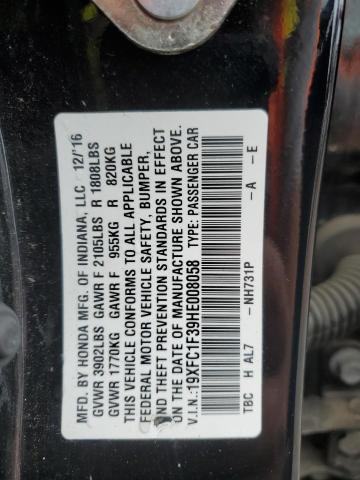 MFD. BY HONDA MFG. OF INDIANA, LLC 12/'16
GVWR 3902LBS GAWR F 2105LBS R 1808LBS
GVWR 1770KG GAWR F 955KG R 820KG
THIS VEHICLE CONFORMS TO ALL APPLICABLE
FEDERAL MOTOR VEHICLE SAFETY, BUMPER,
AND THEFT PREVENTION STANDARDS IN EFFECT
ON THE DATE OF MANUFACTURE SHOWN ABOVE.
V.I.N.:19XFC1F39HE008058 TYPE: PASSENGER CAR
TBC H AL7 -NH731P -A -E